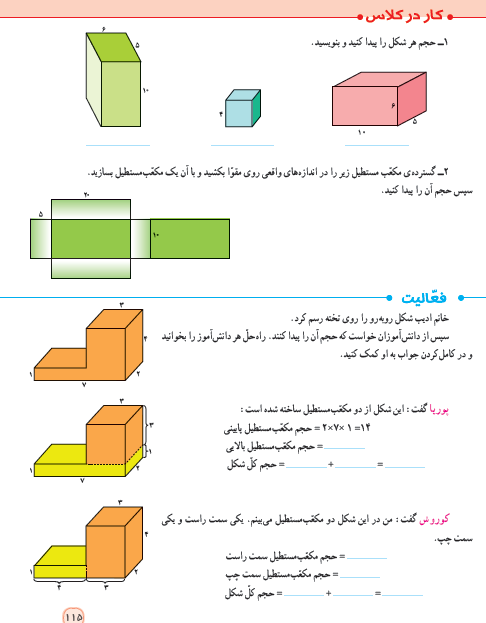 کار در کلاس
۱ــ حجم هر شکل را پیدا کنید و بنویسید.
۶
۵
۱۰
۴
۶
۵
۱۰
۲ــ گسترده‌ی مکعّب مستطیل زیر را در اندازه‌های واقعی روی مقوّا بکشید و با آن یک مکعّب‌مستطیل بسازید.
سپس حجم آن را پیدا کنید.
۲۰
۵
۱۰
فعّالیت
خانم ادیب شکل روبه‌رو را روی تخته رسم کرد.
سپس از دانش‌آموزان خواست که حجم آن را پیدا کنند. راه‌حلّ هر دانش‌آموز را بخوانید
و در کامل‌کردن جواب به او کمک کنید.
۳
۴
۱
۲
۷
پوریا گفت : این شکل از دو مکعّب‌مستطیل ساخته شده است :
حجم مکعّب‌مستطیل پایینی = ۲×۷×۱ =۱۴
حجم مکعّب‌مستطیل بالایی =
حجم کلّ شکل = + =
۳
۳
۱
۱
۲
۷
کوروش گفت : من در این شکل دو مکعّب‌مستطیل می‌بینم. یکی سمت راست و یکی
سمت چپ.
حجم مکعّب‌مستطیل سمت راست =
حجم مکعّب‌مستطیل سمت چپ =
حجم کلّ شکل = + =
۳
۴
۱
۲
۴
۳
۱۱۵